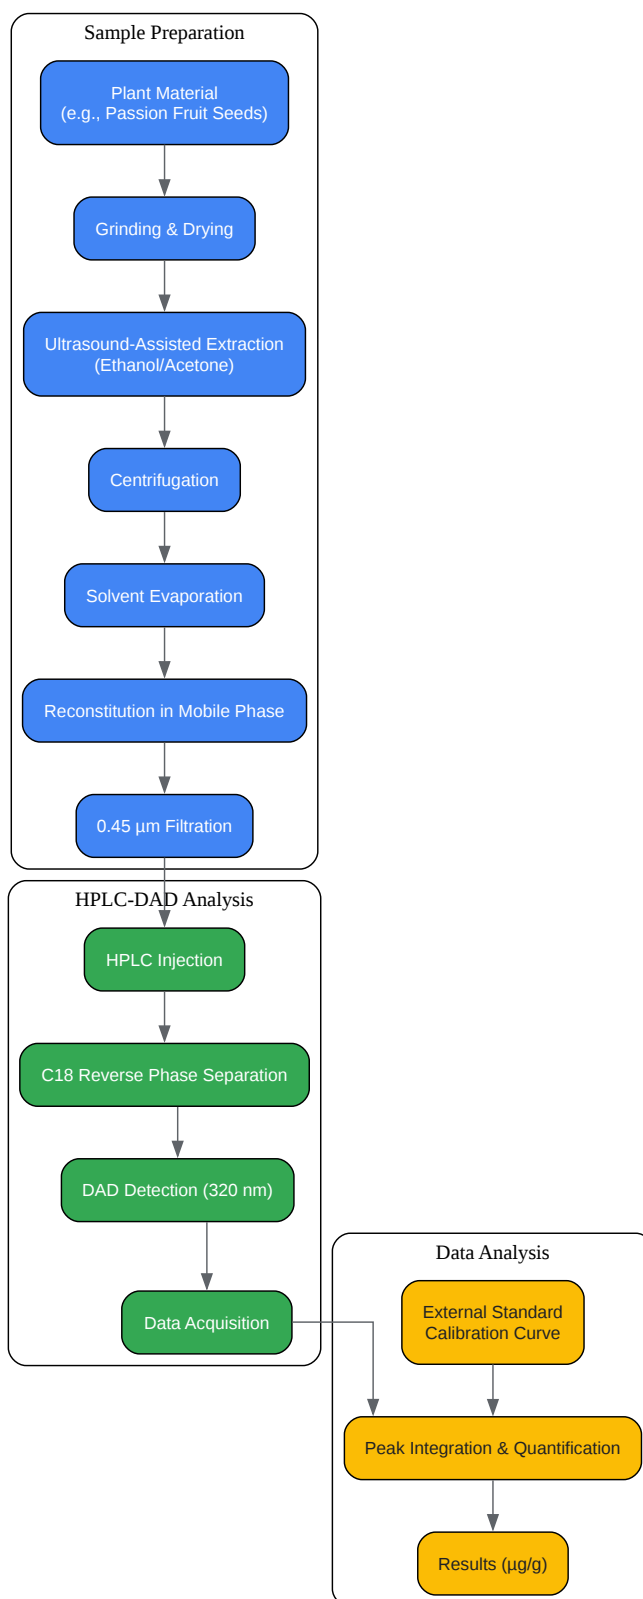 Sample Preparation
Plant Material
(e.g., Passion Fruit Seeds)
Grinding & Drying
Ultrasound-Assisted Extraction
(Ethanol/Acetone)
Centrifugation
Solvent Evaporation
Reconstitution in Mobile Phase
0.45 µm Filtration
HPLC-DAD Analysis
HPLC Injection
C18 Reverse Phase Separation
DAD Detection (320 nm)
Data Acquisition
Data Analysis
External Standard
Calibration Curve
Peak Integration & Quantification
Results (µg/g)